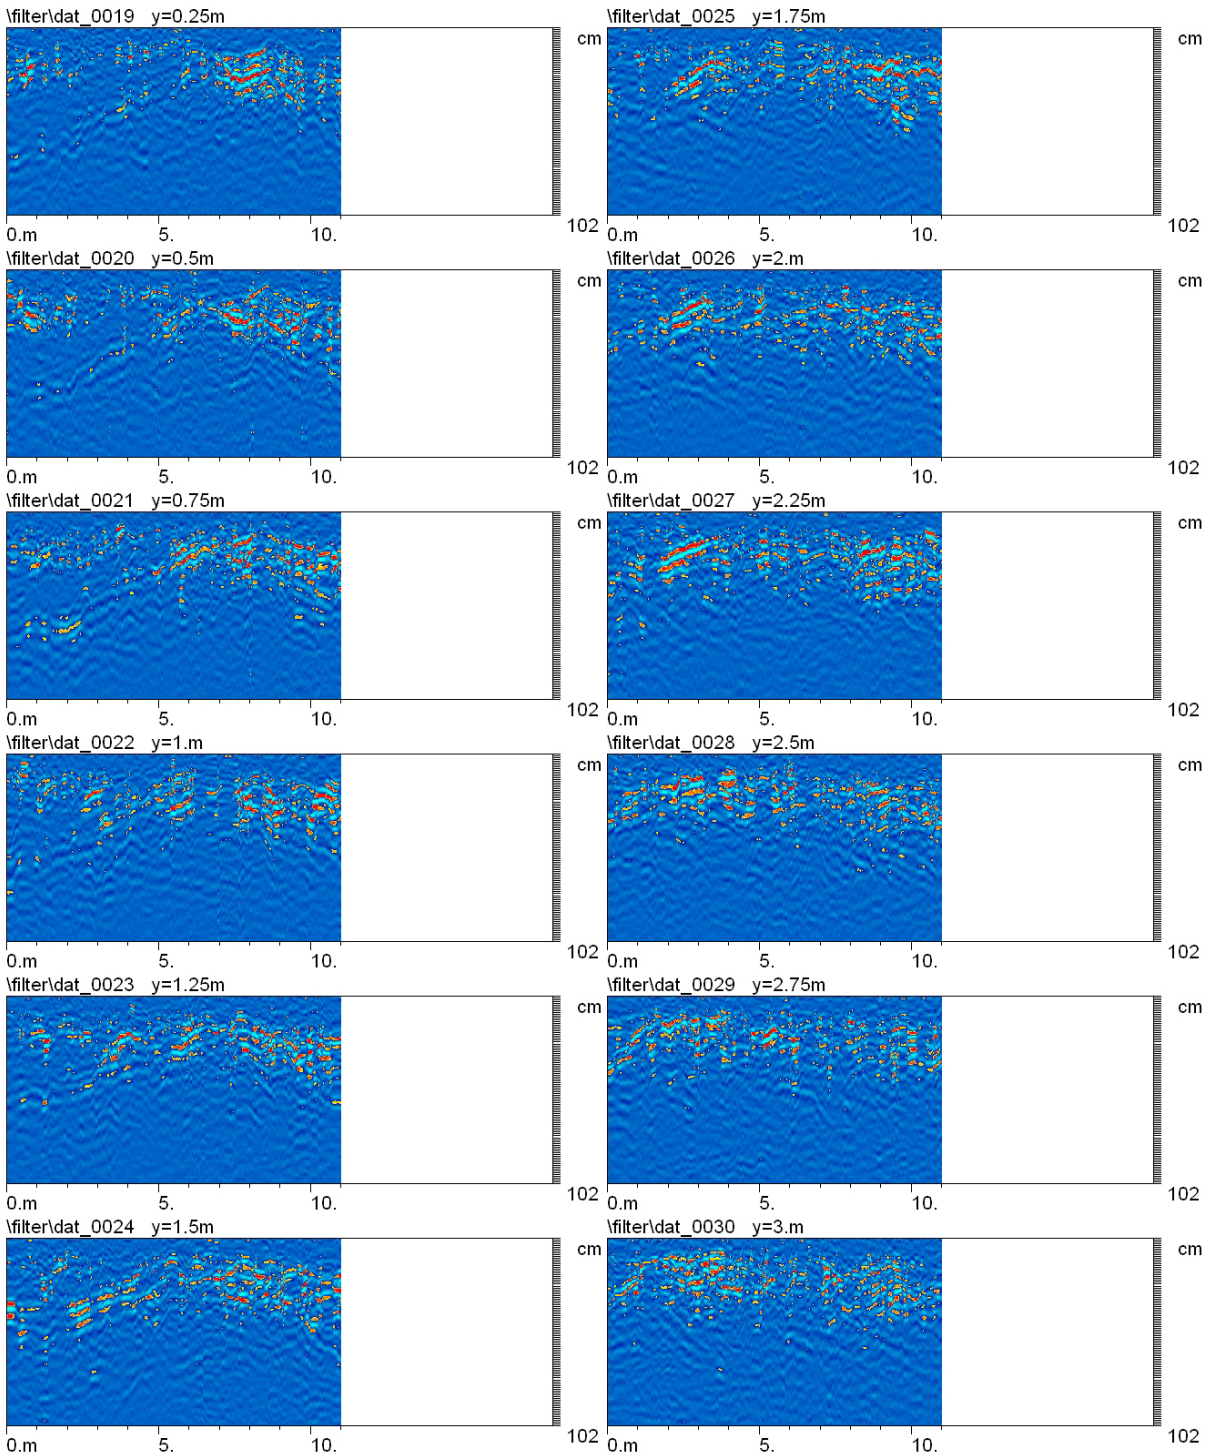 \filter\dat_0019 y=0.25m
cm
102
0.m 5. 10.
\filter\dat_0020 y=0.5m
cm
102
0.m 5. 10.
\filter\dat_0021 y=0.75m
cm
102
0.m 5. 10.
\filter\dat_0022 y=1.m
cm
102
0.m 5. 10.
\filter\dat_0023 y=1.25m
cm
102
0.m 5. 10.
\filter\dat_0024 y=1.5m
cm
102
0.m 5. 10.
\filter\dat_0025 y=1.75m
cm
102
0.m 5. 10.
\filter\dat_0026 y=2.m
cm
102
0.m 5. 10.
\filter\dat_0027 y=2.25m
cm
102
0.m 5. 10.
\filter\dat_0028 y=2.5m
cm
102
0.m 5. 10.
\filter\dat_0029 y=2.75m
cm
102
0.m 5. 10.
\filter\dat_0030 y=3.m
cm
102
0.m 5. 10.